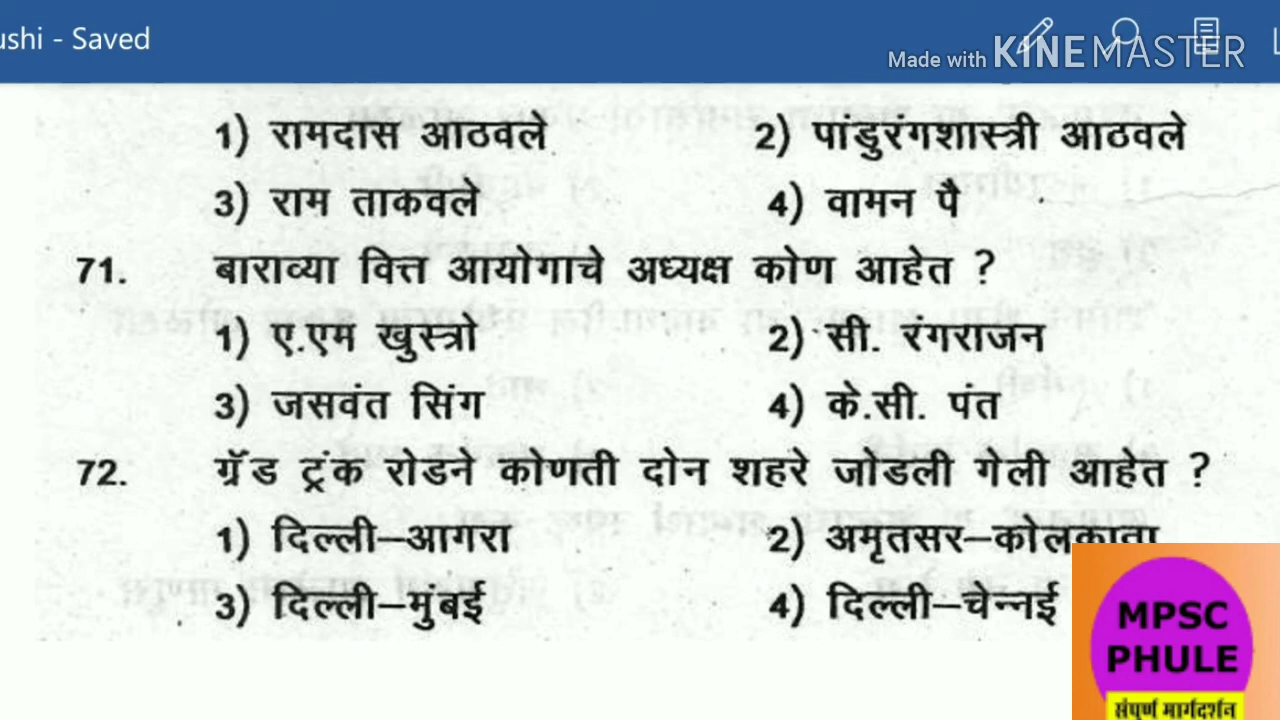 ushi - Saved
Made with KINEMASTER
1) रामदास आठवले 2) पांडुरंगशास्त्री आठवले
3) राम ताकवले 4) वामन पै
71. बाराव्या वित्त आयोगाचे अध्यक्ष कोण आहेत ?
1) ए.एम खुस्त्रो 2) सी. रंगराजन
3) जसवंत सिंग 4) के.सी. पंत
72. ग्रॅड ट्रंक रोडने कोणती दोन शहरे जोडली गेली आहेत ?
1) दिल्ली–आगरा 2) अमृतसर–कोलकाता
3) दिल्ली–मुंबई 4) दिल्ली–चेन्नई
MPSC
PHULE
संपूर्ण मार्गदर्शन